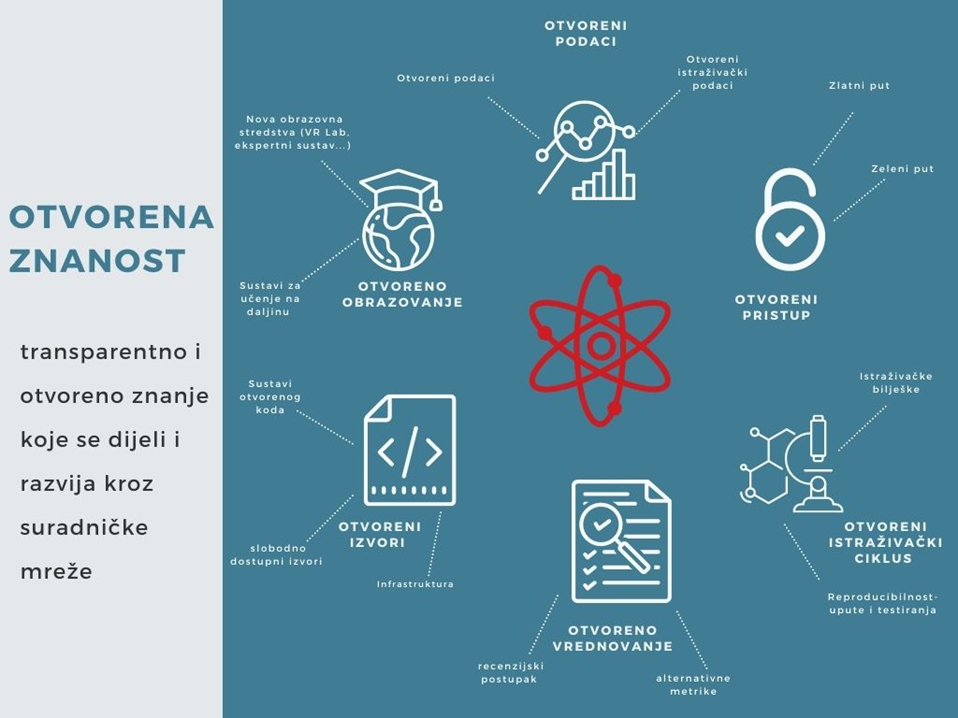 OTVORENA
ZNANOST
transparentno i
otvoreno znanje
koje se dijeli i
razvija kroz
suradničke
mreže
OTVORENI
PODACI
Otvoreni podaci
Otvoreni
istraživački
podaci
Zlatni put
Zeleni put
OTVORENI
PRISTUP
Nova obrazovna
stredstva (VR Lab,
ekspertni sustav...)
Sustavi za
učenje na
daljinu
OTVORENO
OBRAZOVANJE
Sustavi
otvorenog
koda
OTVORENI
IZVORI
slobodno
dostupni izvori
Infrastruktura
Istraživačke
bilješke
OTVORENI
ISTRAŽIVAČKI
CIKLUS
Reproducibilnost-
upute i testiranja
OTVORENO
VREDNOVANJE
recenzijski
postupak
alternativne
metrike